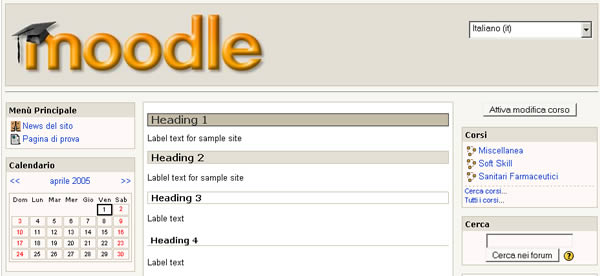 moodle
Italiano (it)
Attiva modifica corso
Menù Principale
News del sito
Pagina di prova
Calendario
<< aprile 2005 >>
Dom Lun Mar Mer Gio Ven Sab
1 2
3 4 5 6 7 8 9
10 11 12 13 14 15 16
17 18 19 20 21 22 23
24 25 26 27 28 29 30
Heading 1
Label text for sample site
Heading 2
Lablel text for sample site
Heading 3
Lable text
Heading 4
Label text
Corsi
Miscellanea
Soft Skill
Sanitari Farmaceutici
Cerca corsi...
Tutti i corsi...
Cerca
Cerca nei forum ?